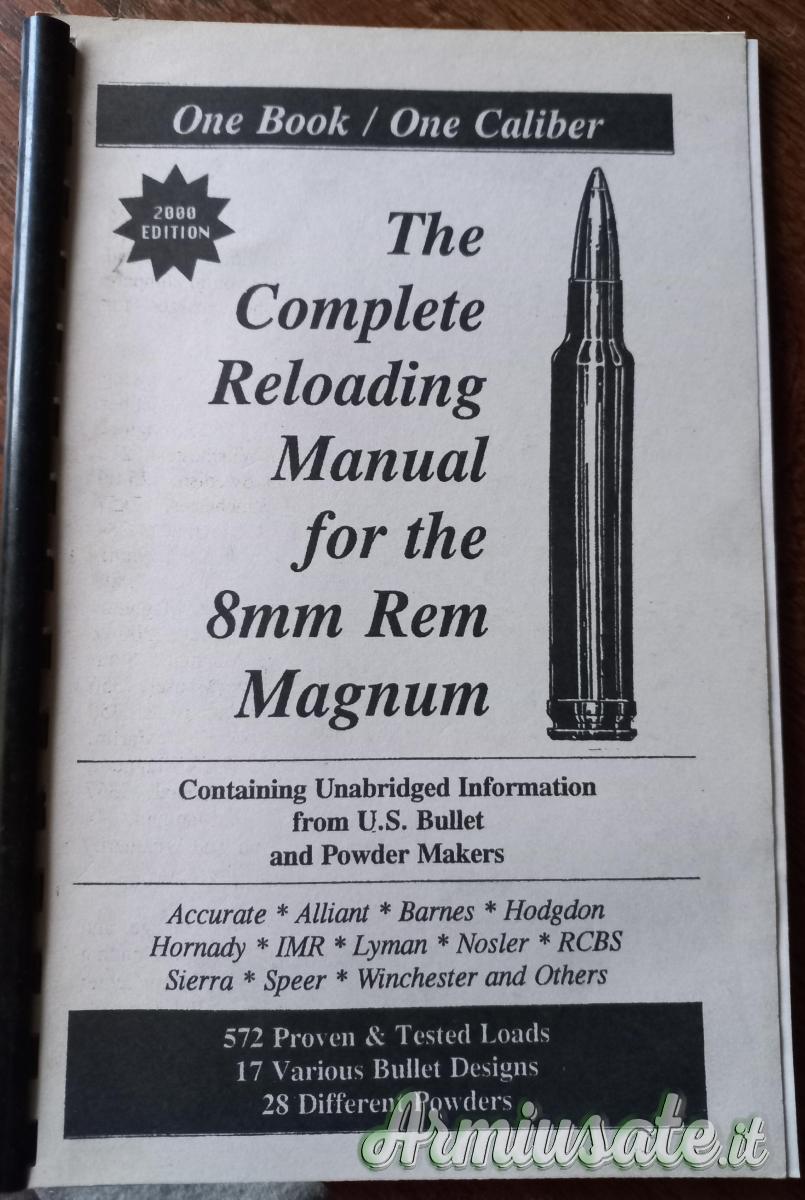 One Book / One Caliber
2000
EDITION
The
Complete
Reloading
Manual
for the
8mm Rem
Magnum
Containing Unabridged Information
from U.S. Bullet
and Powder Makers
Accurate * Alliant * Barnes * Hodgdon
Hornady * IMR * Lyman * Nosler * RCBS
Sierra * Speer * Winchester and Others
572 Proven & Tested Loads
17 Various Bullet Designs
28 Different Powders
Armiusate.it